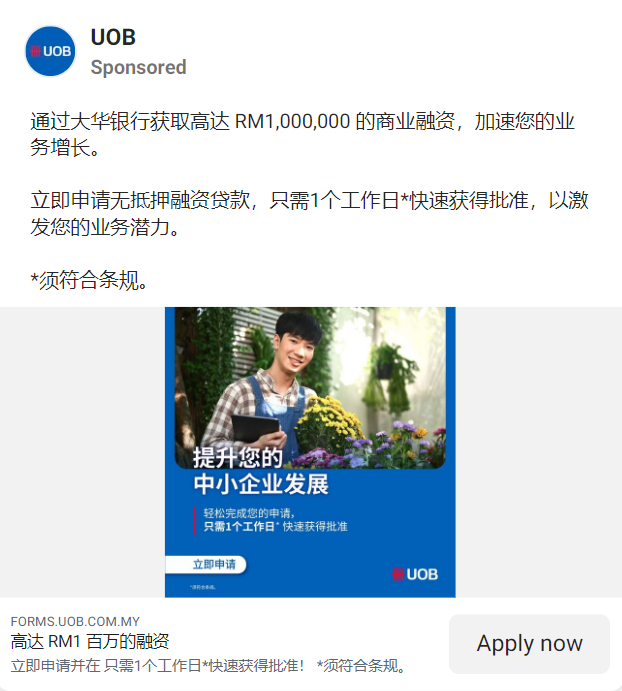 UOB
UOB
Sponsored
通过大华银行获取高达 RM1,000,000 的商业融资，加速您的业
务增长。
立即申请无抵押融资贷款，只需1个工作日*快速获得批准，以激
发您的业务潜力。
*须符合条规。
提升您的
中小企业发展
轻松完成您的申请，
只需1个工作日* 快速获得批准
立即申请
UOB
*须符合条规。
FORMS.UOB.COM.MY
高达 RM1 百万的融资
立即申请并在 只需1个工作日*快速获得批准！ *须符合条规。
Apply now